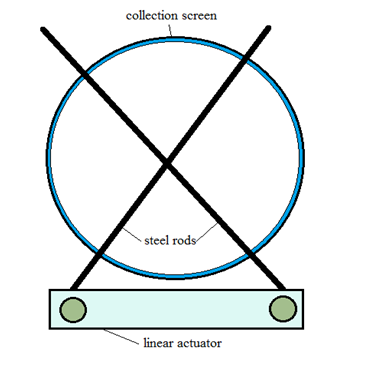 collection screen
steel rods
linear actuator